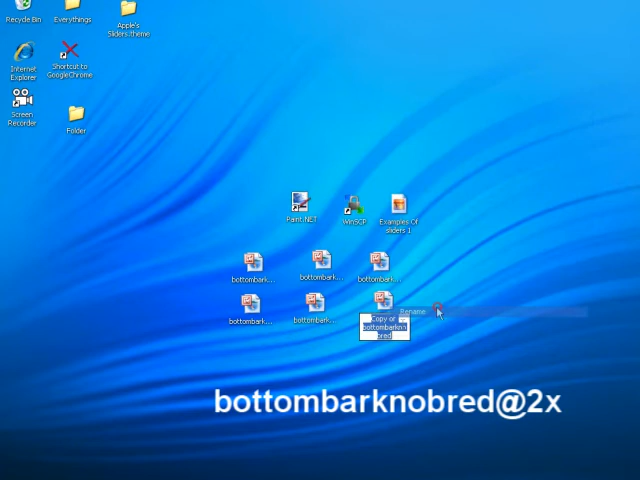 Recycle Bin
Everythings
Apple's
Sliders.theme
Internet
Explorer
Shortcut to
GoogleChrome
Screen
Recorder
Folder
Paint.NET
WinSCP
Examples Of
sliders 1
bottombark...
bottombark...
bottombark...
bottombark...
bottombark...
Copy of
bottombarknn
bred
Rename
bottombarknobred@2x